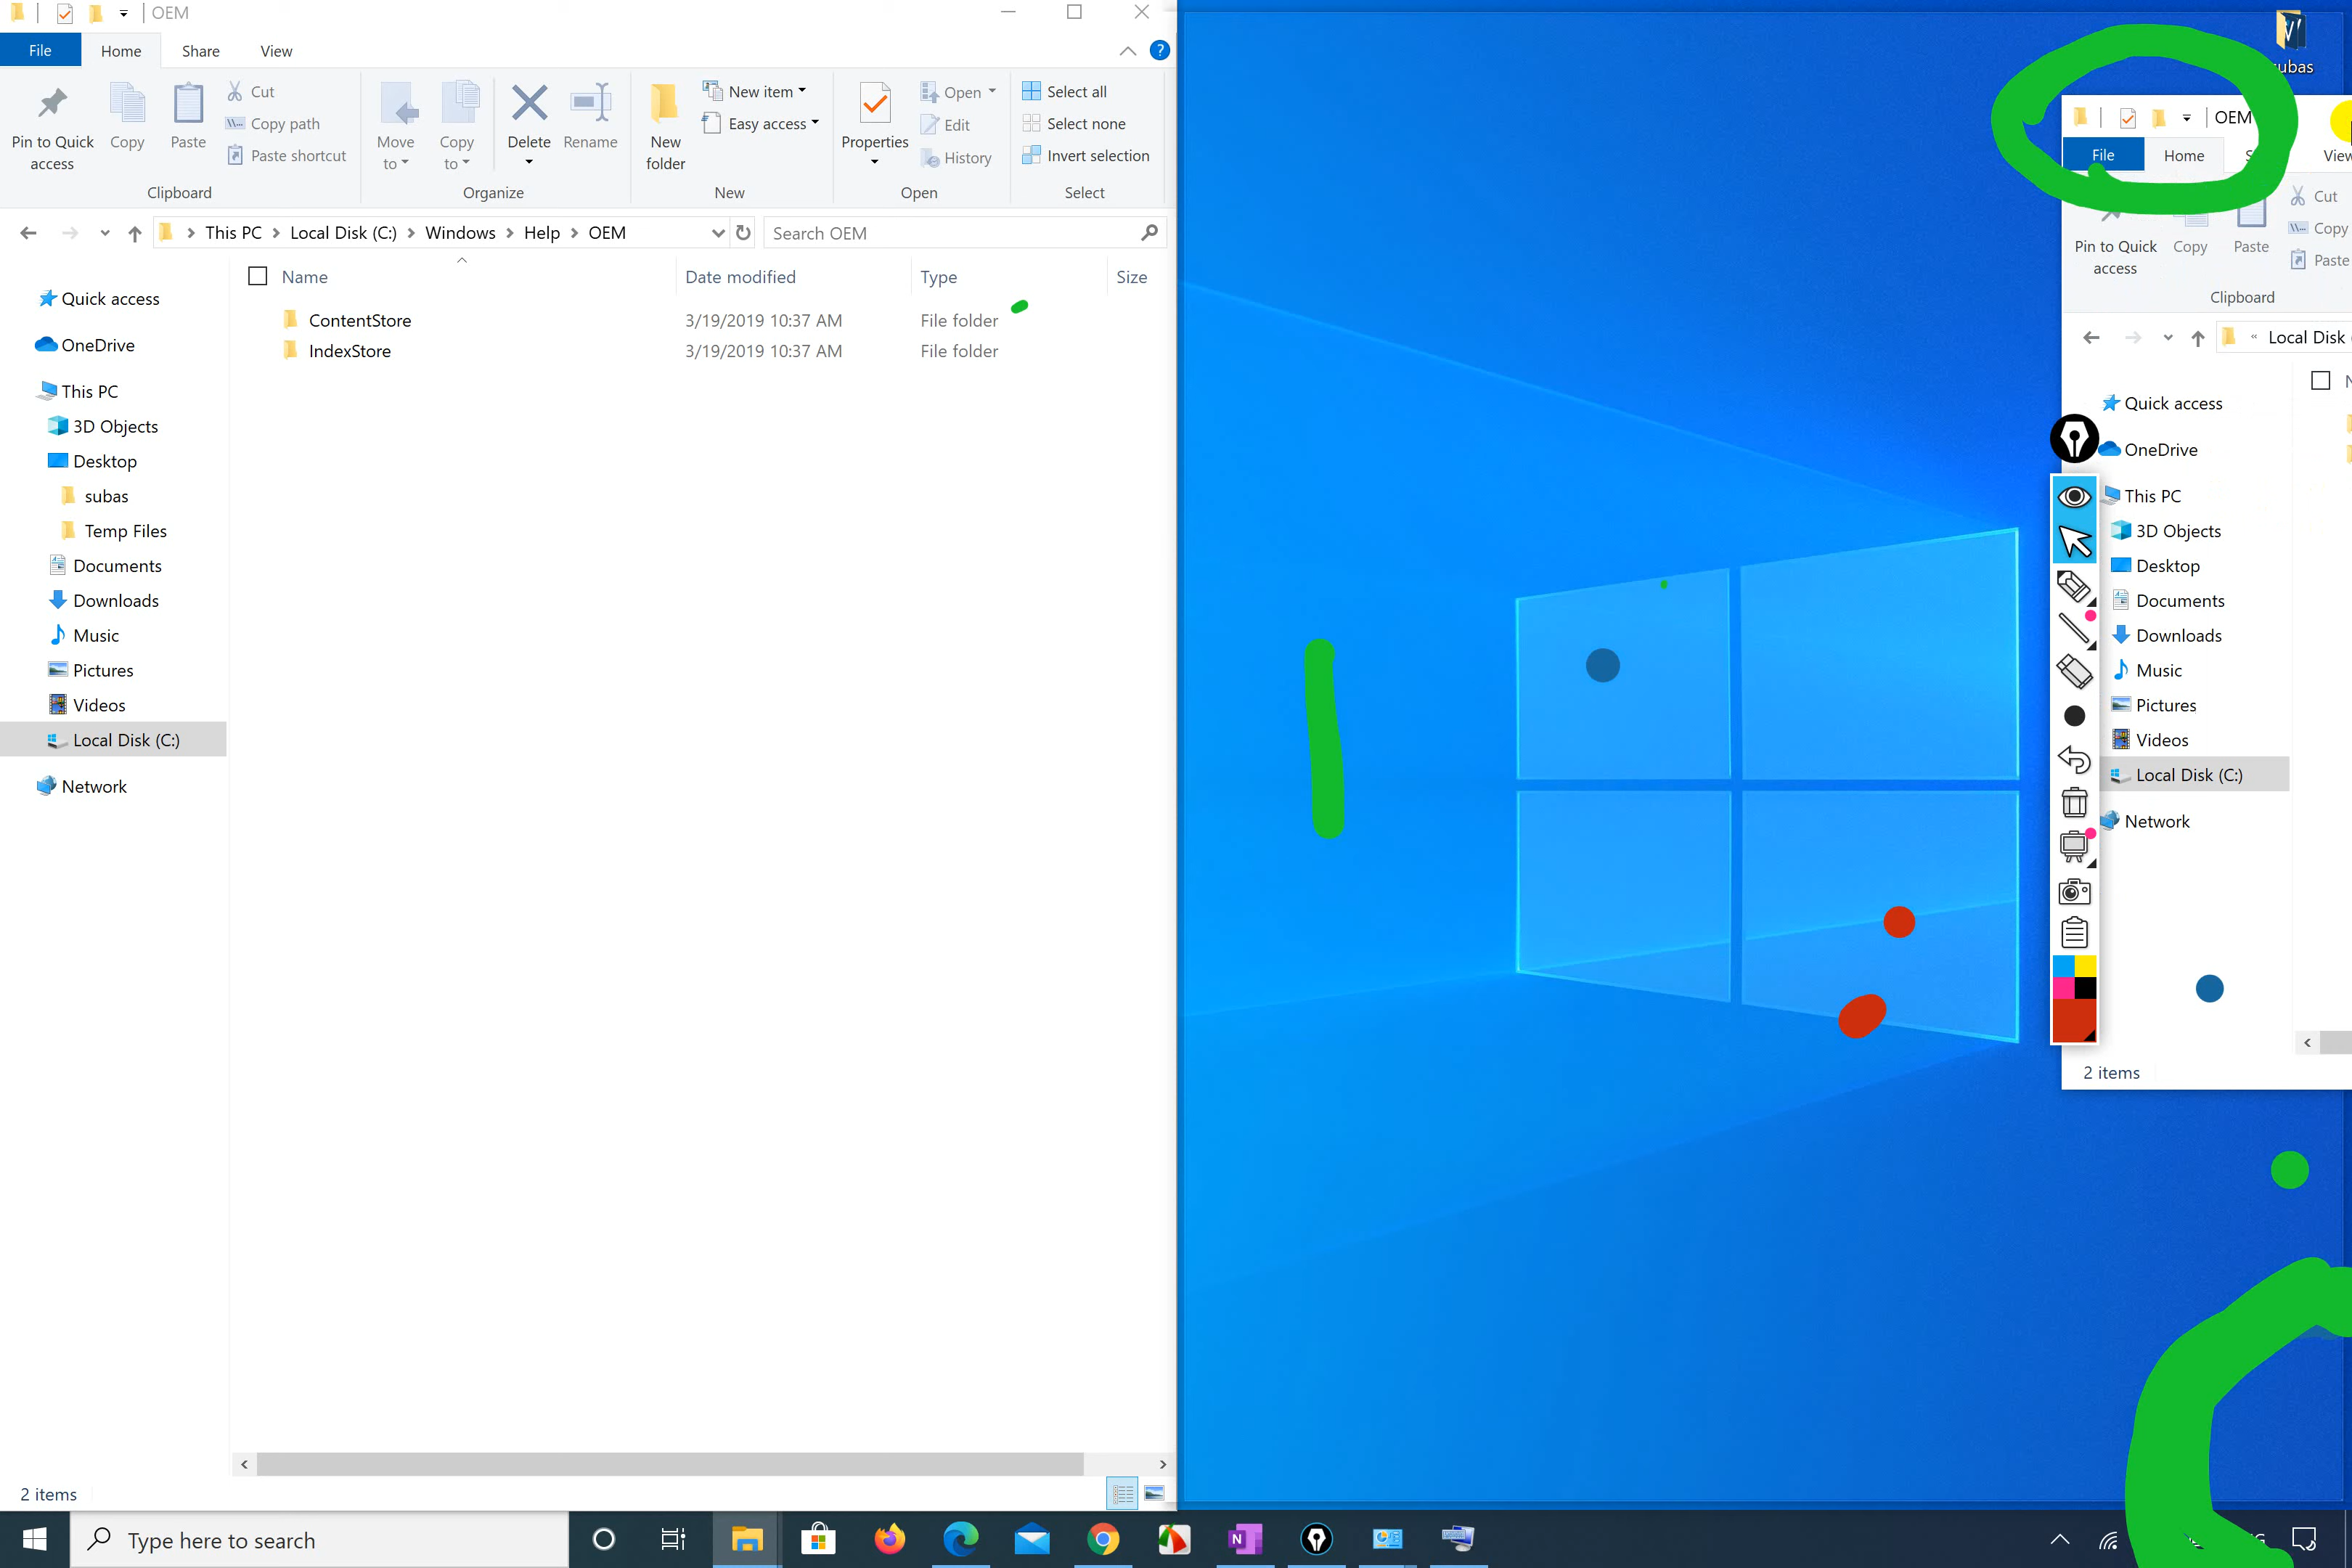 OEM
File Home Share View
Pin to Quick access
Copy
Paste
Cut
Copy path
Paste shortcut
Clipboard
Move to
Copy to
Delete
Rename
Organize
New folder
New item
Easy access
New
Properties
Open
Edit
History
Open
Select all
Select none
Invert selection
Select
This PC Local Disk (C:) Windows Help OEM
Search OEM
Name Date modified Type Size
ContentStore 3/19/2019 10:37 AM File folder
IndexStore 3/19/2019 10:37 AM File folder
Quick access
OneDrive
This PC
3D Objects
Desktop
subas
Temp Files
Documents
Downloads
Music
Pictures
Videos
Local Disk (C:)
Network
2 items
Type here to search
OEM
File Home
Pin to Quick access
Copy
Paste
Cut
Copy
Paste
Clipboard
Local Disk
Quick access
OneDrive
This PC
3D Objects
Desktop
Documents
Downloads
Music
Pictures
Videos
Local Disk (C:)
Network
2 items